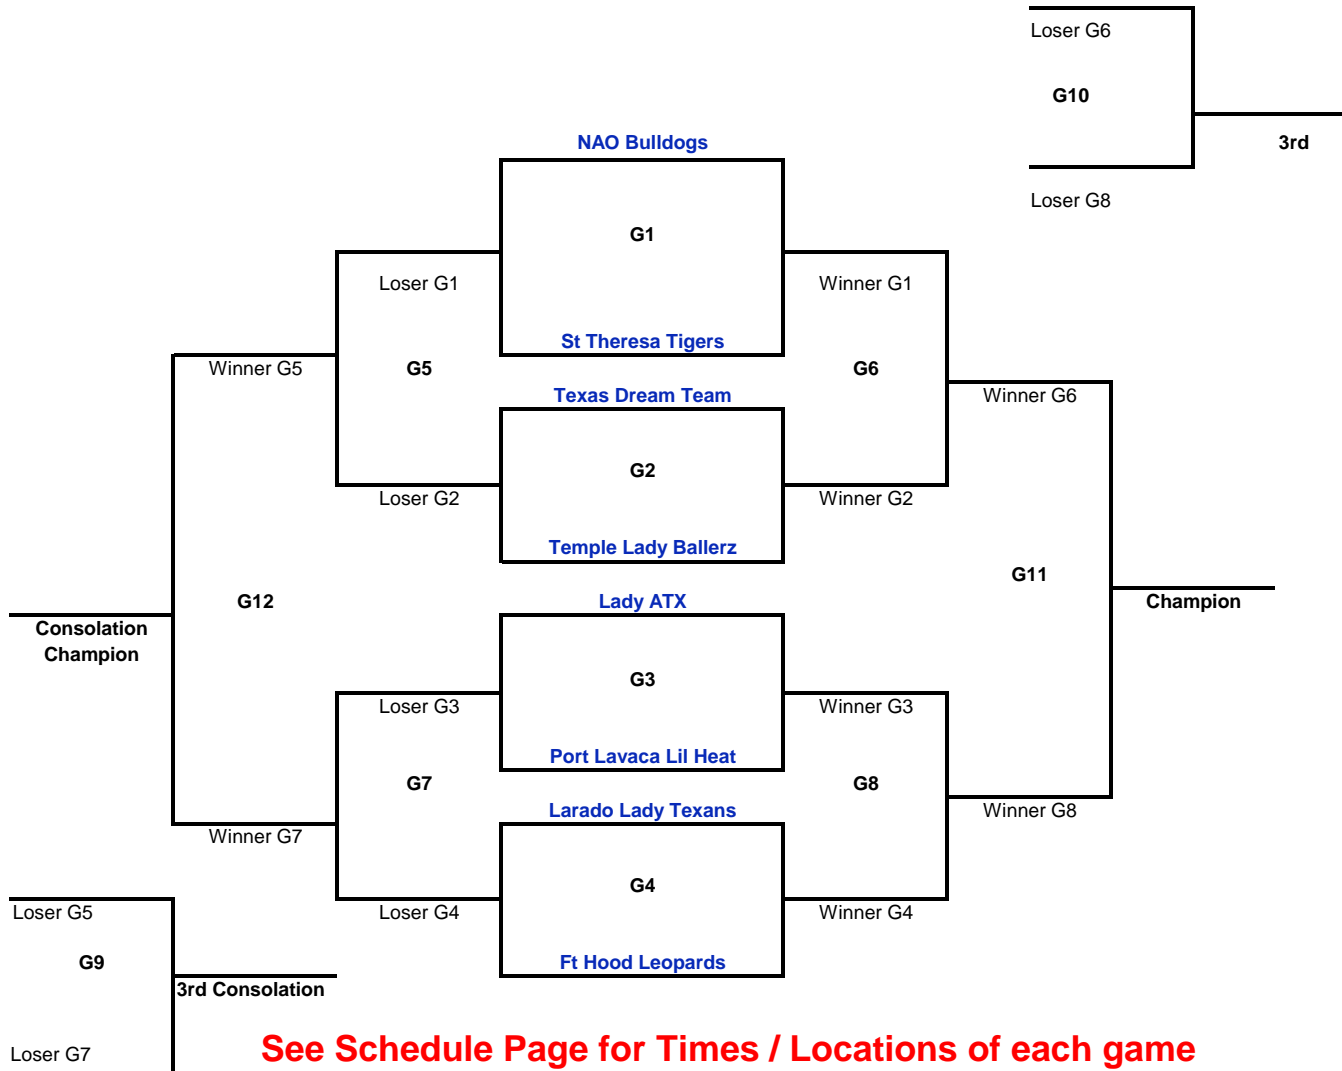 Loser G6
G10
3rd
Loser G8
NAO Bulldogs
G1
Loser G1
Winner G1
St Theresa Tigers
Winner G5
G5
G6
Texas Dream Team
Winner G6
G2
Loser G2
Winner G2
Temple Lady Ballerz
G11
G12
Lady ATX
Champion
Consolation
Champion
G3
Loser G3
Winner G3
Port Lavaca Lil Heat
G7
G8
Larado Lady Texans
Winner G8
Winner G7
G4
Loser G5
Loser G4
Winner G4
G9
Ft Hood Leopards
3rd Consolation
Loser G7
See Schedule Page for Times / Locations of each game